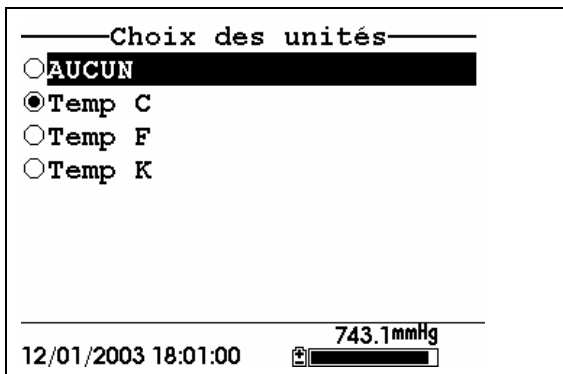 Choix des unités
AUCUN
Temp C
Temp F
Temp K
743.1mmHg
12/01/2003 18:01:00